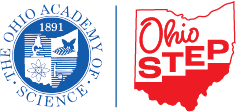 THE OHIO ACADEMY OF
· SCIENCE ·
1891
Ohio
STEP